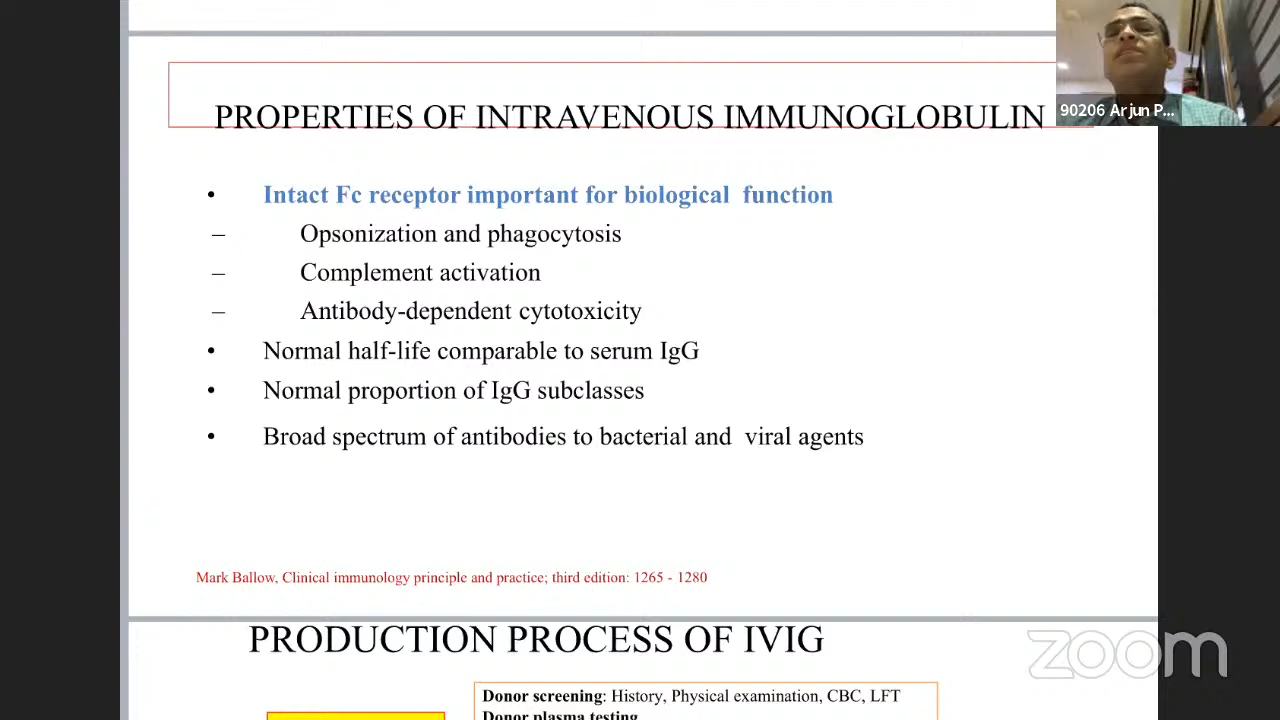 PROPERTIES OF INTRAVENOUS IMMUNOGLOBULIN
90206 Arjun P...
• Intact Fc receptor important for biological function
– Opsonization and phagocytosis
– Complement activation
– Antibody-dependent cytotoxicity
• Normal half-life comparable to serum IgG
• Normal proportion of IgG subclasses
• Broad spectrum of antibodies to bacterial and viral agents
Mark Ballow, Clinical immunology principle and practice; third edition: 1265 - 1280
PRODUCTION PROCESS OF IVIG
zoom
Donor screening: History, Physical examination, CBC, LFT
Donor plasma testing